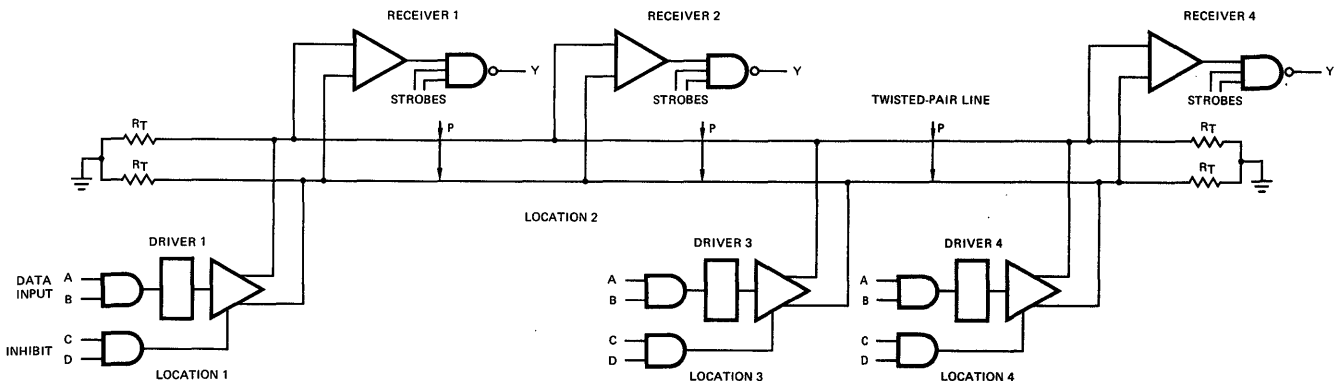 RECEIVER 1
RECEIVER 2
RECEIVER 4
Y
Y
Y
STROBES
STROBES
STROBES
TWISTED-PAIR LINE
P
P
P
RT
RT
RT
RT
LOCATION 2
DRIVER 1
DRIVER 3
DRIVER 4
DATA INPUT
A
B
A
B
A
B
INHIBIT
C
D
C
D
C
D
LOCATION 1
LOCATION 3
LOCATION 4